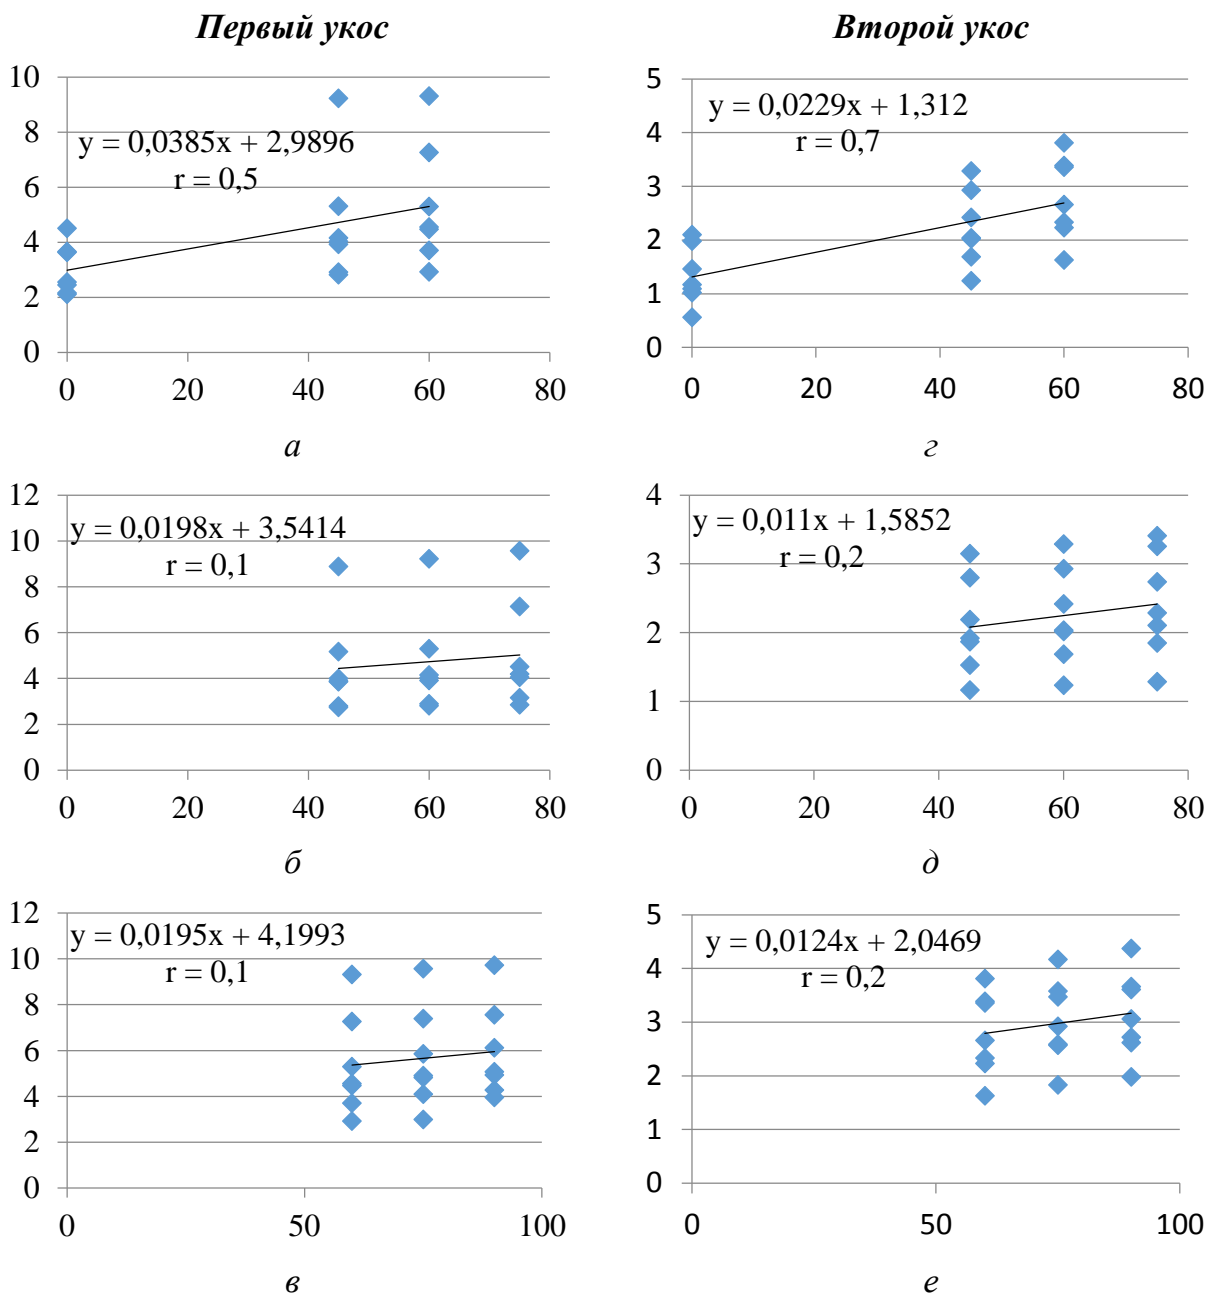 Первый укос
Второй укос
10
8
6
4
2
0
y = 0,0385x + 2,9896
r = 0,5
0 20 40 60 80
а
5
4
3
2
1
0
y = 0,0229x + 1,312
r = 0,7
0 20 40 60 80
г
12
10
8
6
4
2
0
y = 0,0198x + 3,5414
r = 0,1
0 20 40 60 80
б
4
3
2
1
0
y = 0,011x + 1,5852
r = 0,2
0 20 40 60 80
д
12
10
8
6
4
2
0
y = 0,0195x + 4,1993
r = 0,1
0 50 100
в
5
4
3
2
1
0
y = 0,0124x + 2,0469
r = 0,2
0 50 100
е